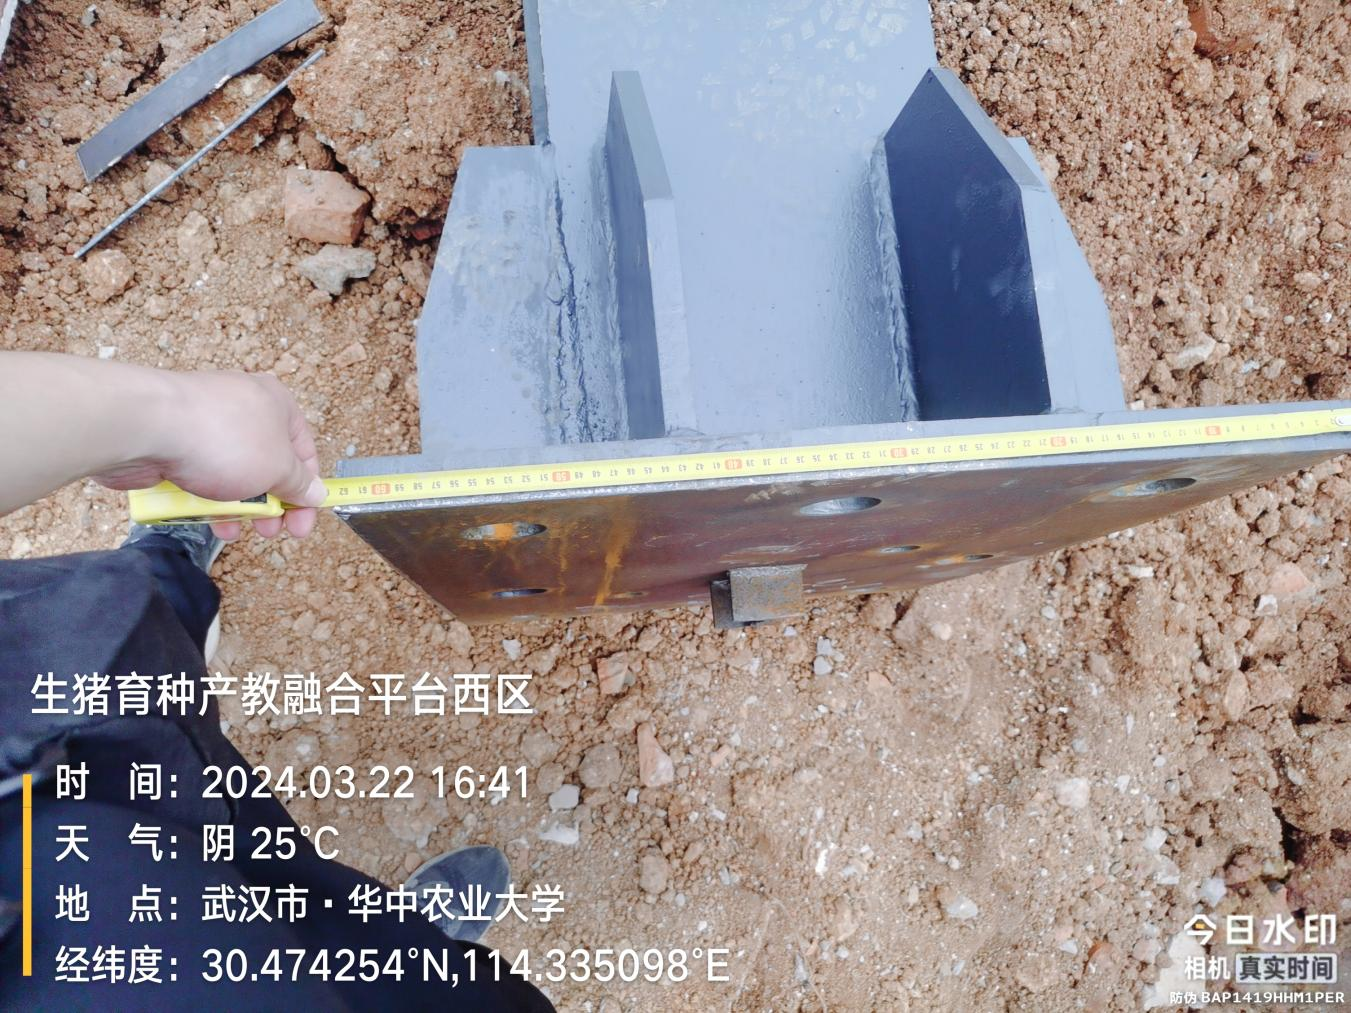 生猪育种产教融合平台西区
时 间：2024.03.22 16:41
天 气：阴 25℃
地 点：武汉市·华中农业大学
经纬度：30.474254°N,114.335098°E
今日水印
相机 真实时间
防伪 BAP1419HHM1PER